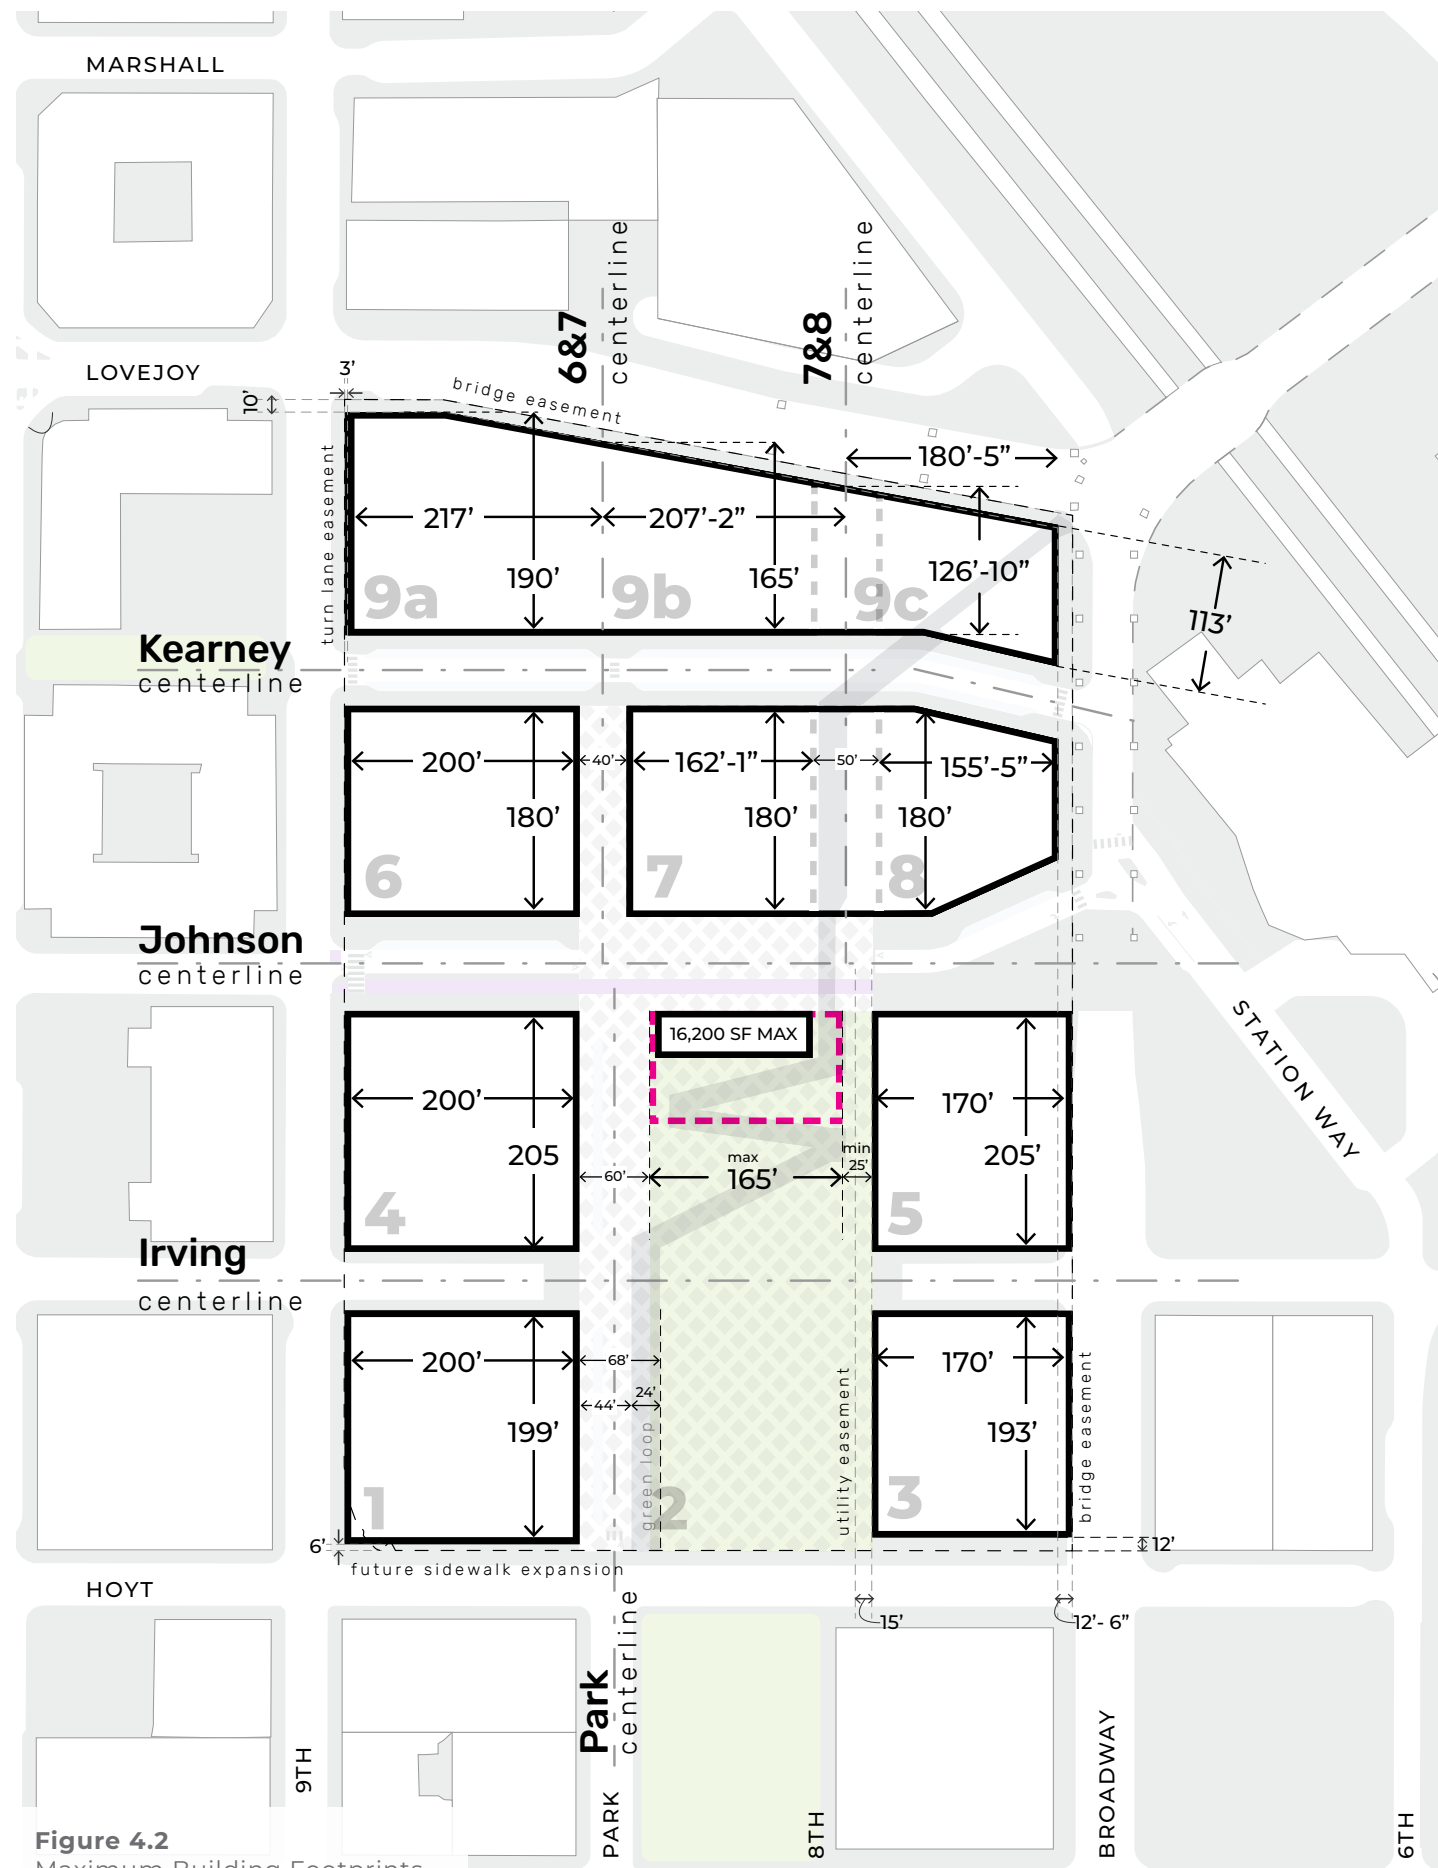 MARSHALL
6&7
centerline
7&8
centerline
LOVEJOY
3’
10’
bridge easement
180’-5”
turn lane easement
217’
207’-2”
190’
165’
126’-10”
113’
9a
9b
9c
Kearney
centerline
200’
40’
162’-1”
50’
155’-5”
180’
180’
180’
6
7
8
Johnson
centerline
STATION WAY
16,200 SF MAX
200’
205
60’
max
165’
min
25’
170’
205’
4
5
Irving
centerline
200’
68’
44’
24’
170’
199’
193’
green loop
utility easement
bridge easement
1
2
3
6’
12’
future sidewalk expansion
HOYT
15’
12’- 6”
Park
centerline
9TH
PARK
8TH
BROADWAY
6TH
Figure 4.2
Maximum Building Footprints